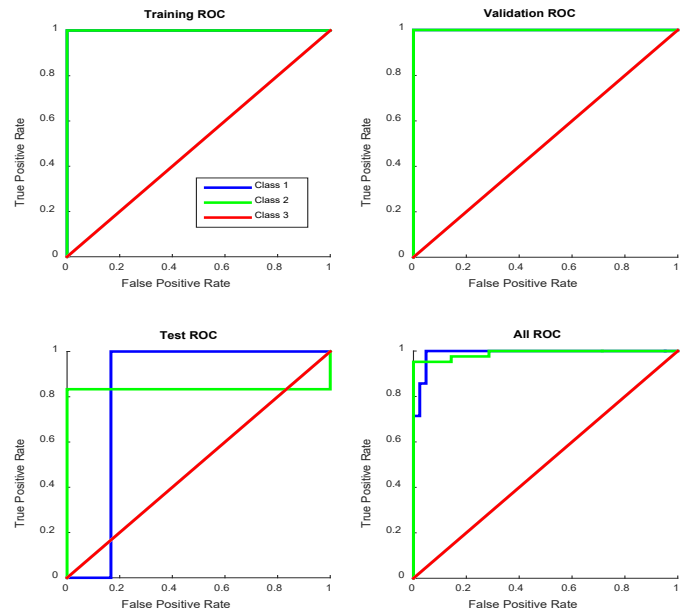 Training ROC
1
0.8
0.6
0.4
0.2
0
True Positive Rate
Class 1
Class 2
Class 3
0 0.2 0.4 0.6 0.8 1
False Positive Rate
Validation ROC
1
0.8
0.6
0.4
0.2
0
True Positive Rate
0 0.2 0.4 0.6 0.8 1
False Positive Rate
Test ROC
1
0.8
0.6
0.4
0.2
0
True Positive Rate
0 0.2 0.4 0.6 0.8 1
False Positive Rate
All ROC
1
0.8
0.6
0.4
0.2
0
True Positive Rate
0 0.2 0.4 0.6 0.8 1
False Positive Rate